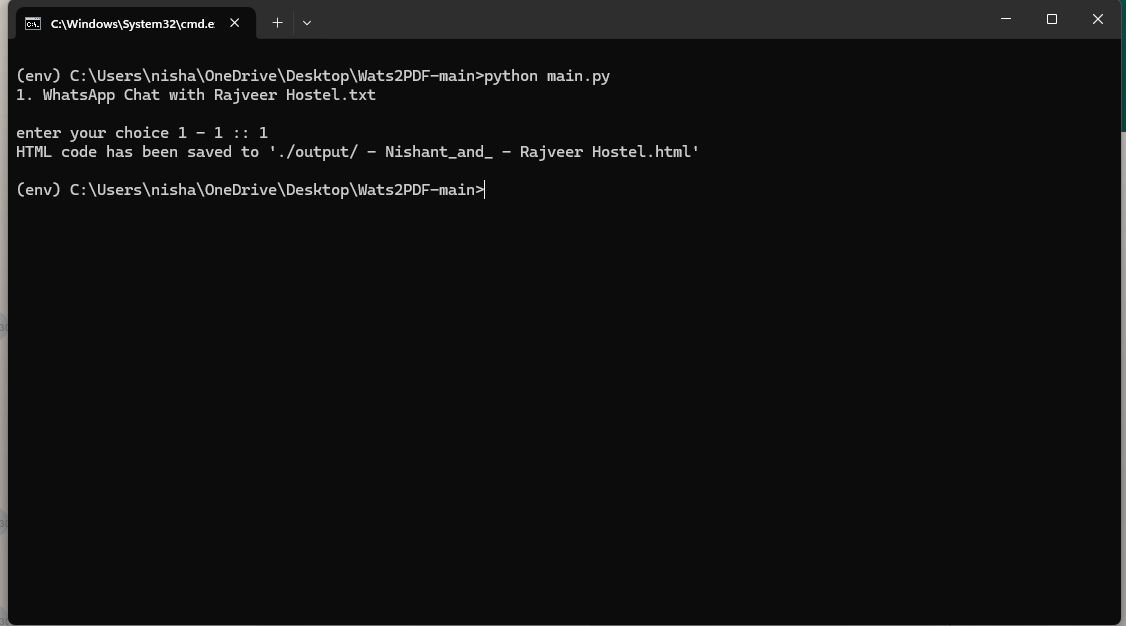 C:\Windows\System32\cmd.e
(env) C:\Users\nisha\OneDrive\Desktop\Wats2PDF-main>python main.py
1. WhatsApp Chat with Rajveer Hostel.txt
enter your choice 1 - 1 :: 1
HTML code has been saved to './output/ - Nishant_and_ - Rajveer Hostel.html'
(env) C:\Users\nisha\OneDrive\Desktop\Wats2PDF-main>